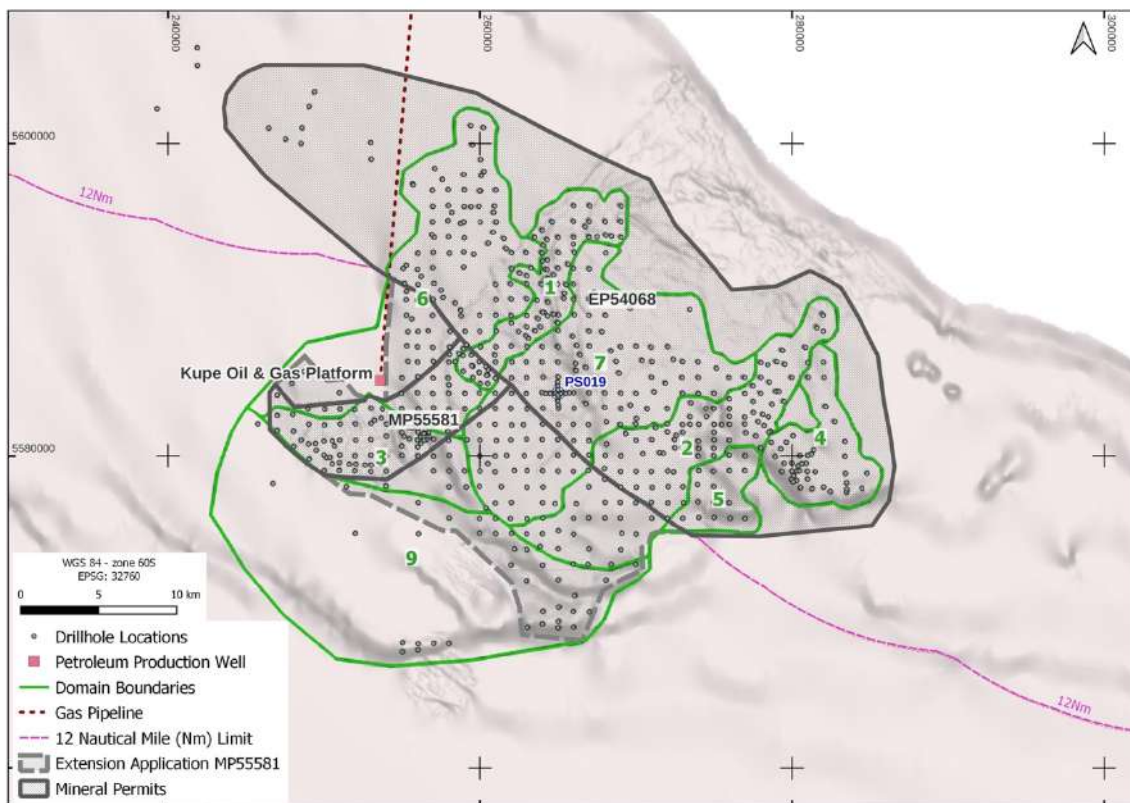 240000
260000
280000
300000
5600000
12Nm
1
6
EP54068
7
Kupe Oil & Gas Platform
PS019
MP55581
2
4
3
5580000
5
9
WGS 84 - zone 60S
EPSG: 32760
0 5 10 km
Drillhole Locations
Petroleum Production Well
Domain Boundaries
Gas Pipeline
12 Nautical Mile (Nm) Limit
Extension Application MP55581
Mineral Permits
12Nm